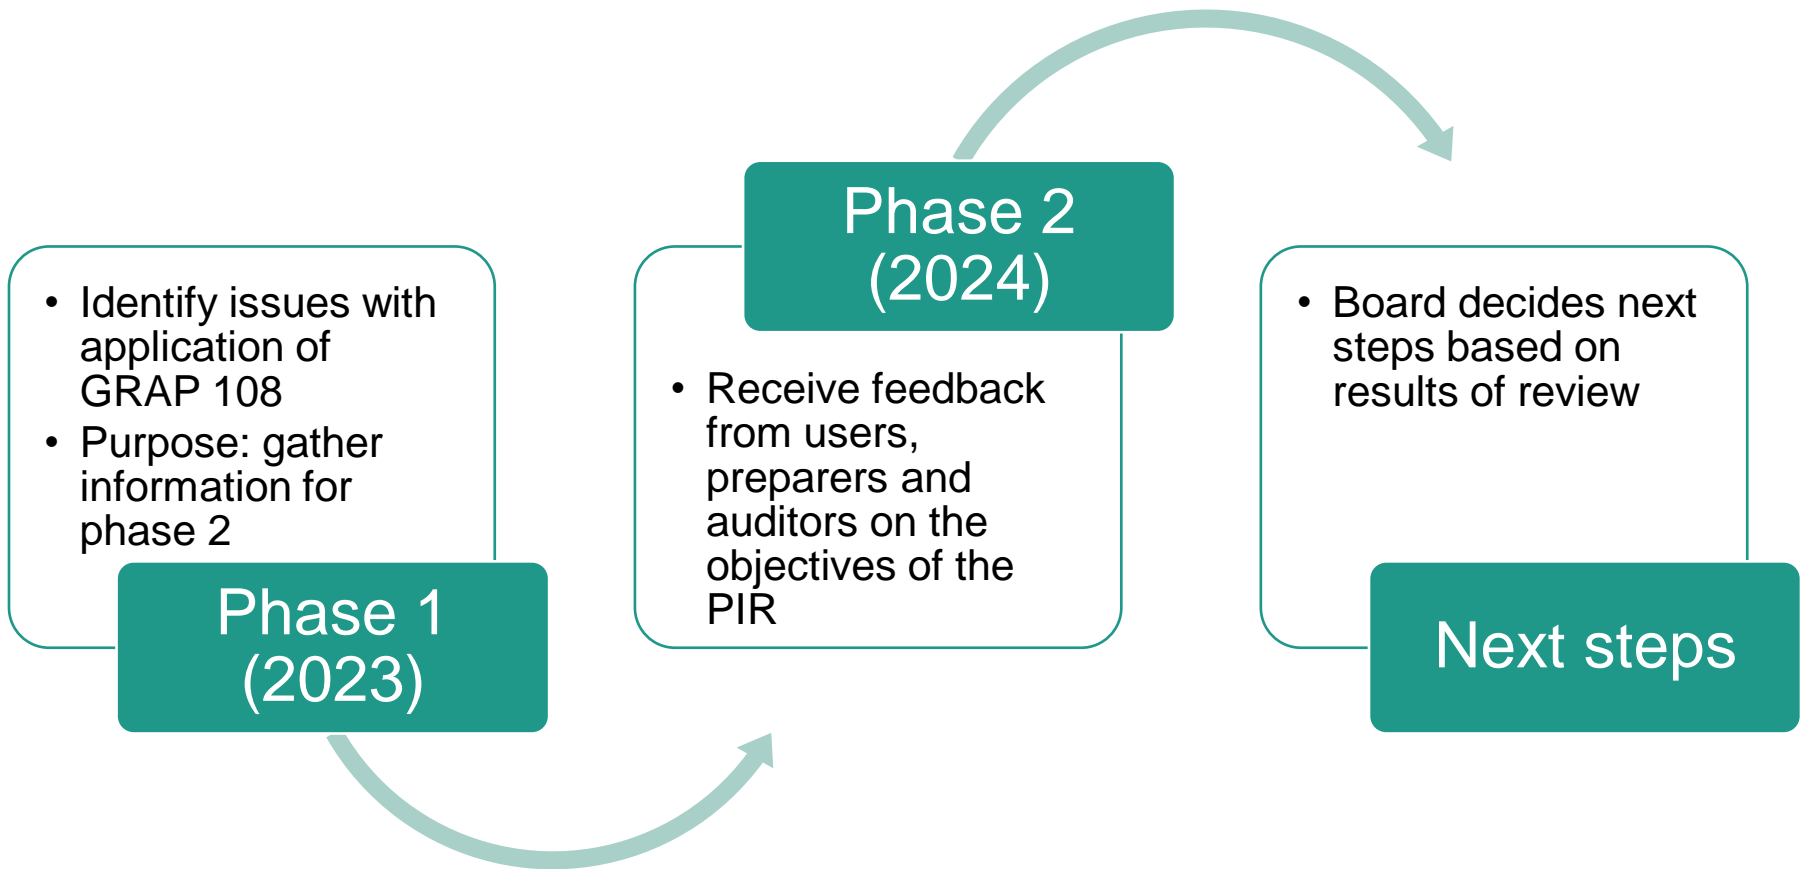 • Identify issues with
application of
GRAP 108
• Purpose: gather
information for
phase 2
Phase 1
(2023)
Phase 2
(2024)
• Receive feedback
from users,
preparers and
auditors on the
objectives of the
PIR
• Board decides next
steps based on
results of review
Next steps